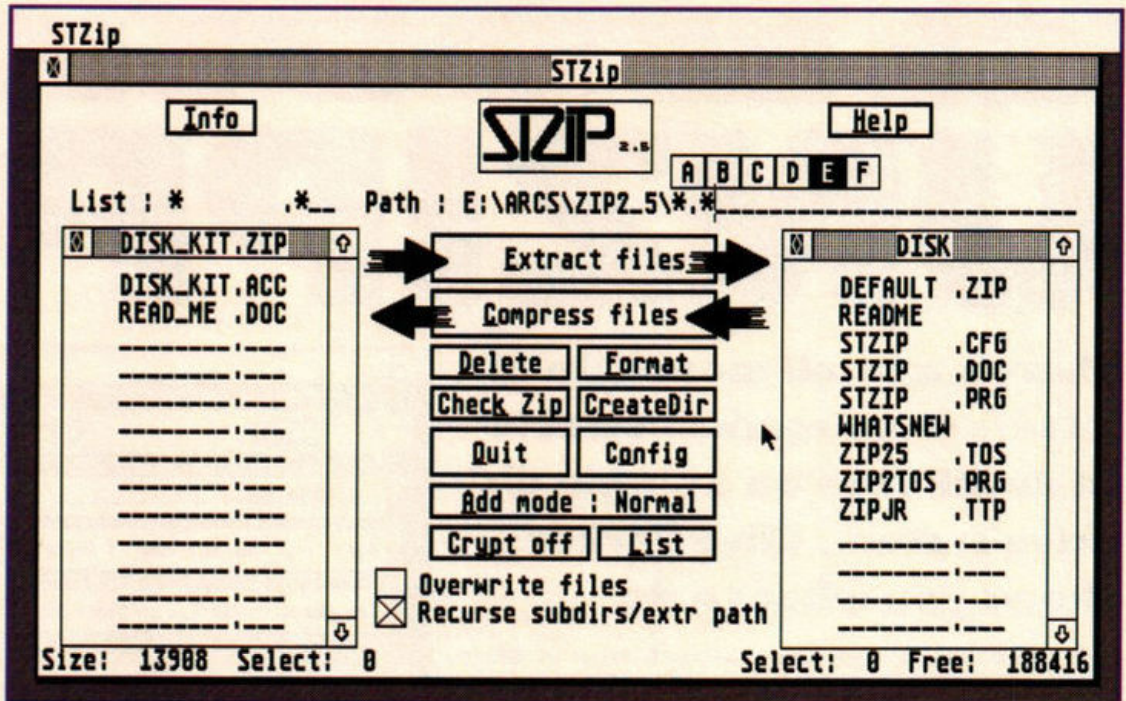 STZip
STZip
Info
STZIP 2.5
Help
A B C D E F
List : * .*__ Path : E:\ARCS\ZIP2_5\*.*
DISK_KIT.ZIP
DISK_KIT.ACC
READ_ME .DOC
Extract files
Compress files
Delete
Format
Check Zip
CreateDir
Quit
Config
Add mode : Normal
Crypt off
List
Overwrite files
Recurse subdirs/extr path
DISK
DEFAULT .ZIP
README
STZIP .CFG
STZIP .DOC
STZIP .PRG
WHATSNEW
ZIP25 .TOS
ZIP2TOS .PRG
ZIPJR .TTP
Size: 13908 Select: 0
Select: 0 Free: 188416